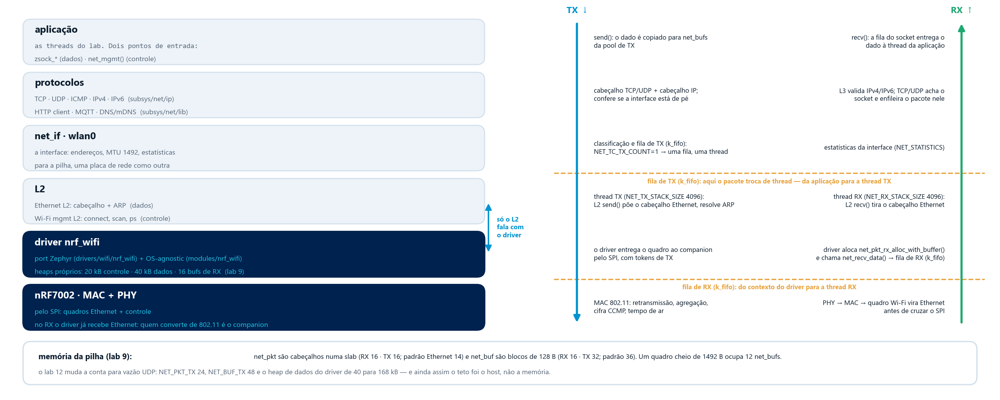 TX ↓
RX ↑
aplicação
as threads do lab. Dois pontos de entrada:
zsock_* (dados) · net_mgmt() (controle)
send(): o dado é copiado para net_bufs
da pool de TX
recv(): a fila do socket entrega o
dado à thread da aplicação
protocolos
TCP · UDP · ICMP · IPv4 · IPv6 (subsys/net/ip)
HTTP client · MQTT · DNS/mDNS (subsys/net/lib)
cabeçalho TCP/UDP + cabeçalho IP;
confere se a interface está de pé
L3 valida IPv4/IPv6; TCP/UDP acha o
socket e enfileira o pacote nele
net_if · wlan0
a interface: endereços, MTU 1492, estatísticas
para a pilha, uma placa de rede como outra
classificação e fila de TX (k_fifo):
NET_TC_TX_COUNT=1 → uma fila, uma thread
estatísticas da interface (NET_STATISTICS)
fila de TX (k_fifo): aqui o pacote troca de thread — da aplicação para a thread TX
L2
Ethernet L2: cabeçalho + ARP (dados)
Wi-Fi mgmt L2: connect, scan, ps (controle)
só o L2
fala com
o driver
thread TX (NET_TX_STACK_SIZE 4096):
L2 send() põe o cabeçalho Ethernet, resolve ARP
thread RX (NET_RX_STACK_SIZE 4096):
L2 recv() tira o cabeçalho Ethernet
driver nrf_wifi
port Zephyr (drivers/wifi/nrf_wifi) + OS-agnostic (modules/nrf_wifi)
heaps próprios: 20 kB controle · 40 kB dados · 16 bufs de RX (lab 9)
o driver entrega o quadro ao companion
pelo SPI, com tokens de TX
driver aloca net_pkt_rx_alloc_with_buffer()
e chama net_recv_data() → fila de RX (k_fifo)
fila de RX (k_fifo): do contexto do driver para a thread RX
nRF7002 · MAC + PHY
pelo SPI: quadros Ethernet + controle
no RX o driver já recebe Ethernet: quem converte de 802.11 é o companion
MAC 802.11: retransmissão, agregação,
cifra CCMP, tempo de ar
PHY → MAC → quadro Wi-Fi vira Ethernet
antes de cruzar o SPI
memória da pilha (lab 9):
net_pkt são cabeçalhos numa slab (RX 16 · TX 16; padrão Ethernet 14) e net_buf são blocos de 128 B (RX 16 · TX 32; padrão 36). Um quadro cheio de 1492 B ocupa 12 net_bufs.
o lab 12 muda a conta para vazão UDP: NET_PKT_TX 24, NET_BUF_TX 48 e o heap de dados do driver de 40 para 168 kB — e ainda assim o teto foi o host, não a memória.